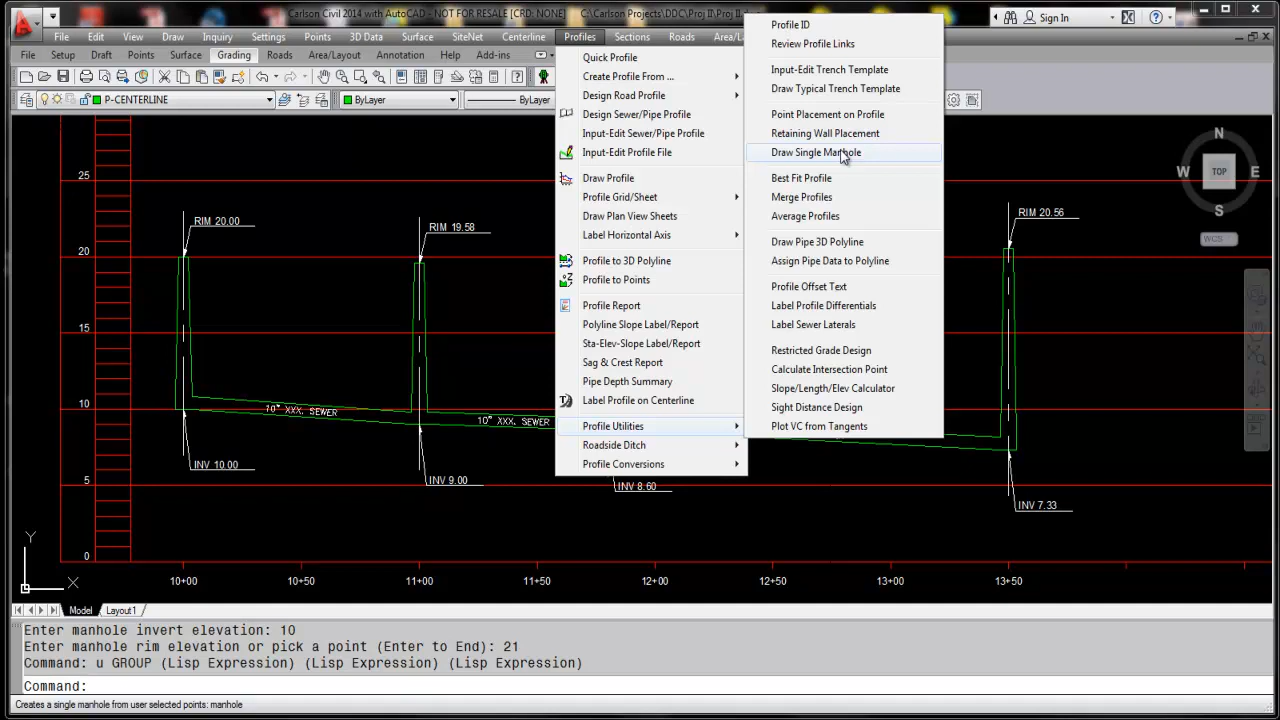 Carlson Civil 2014 with AutoCAD - NOT FOR RESALE [CRD: NONE] C:\Carlson Projects\DDC\Proj II\Proj II.d
Sign In
File Edit View Draw Inquiry Settings Points 3D Data Surface SiteNet Centerline Profiles Sections Roads Area/La
File Setup Draft Points Surface Grading Roads Area/Layout Annotation Help Add-ins
P-CENTERLINE ByLayer ByLayer
Quick Profile
Create Profile From ...
Design Road Profile
Design Sewer/Pipe Profile
Input-Edit Sewer/Pipe Profile
Input-Edit Profile File
Draw Profile
Profile Grid/Sheet
Draw Plan View Sheets
Label Horizontal Axis
Profile to 3D Polyline
Profile to Points
Profile Report
Polyline Slope Label/Report
Sta-Elev-Slope Label/Report
Sag & Crest Report
Pipe Depth Summary
Label Profile on Centerline
Profile Utilities
Roadside Ditch
Profile Conversions
Profile ID
Review Profile Links
Input-Edit Trench Template
Draw Typical Trench Template
Point Placement on Profile
Retaining Wall Placement
Draw Single Manhole
Best Fit Profile
Merge Profiles
Average Profiles
Draw Pipe 3D Polyline
Assign Pipe Data to Polyline
Profile Offset Text
Label Profile Differentials
Label Sewer Laterals
Restricted Grade Design
Calculate Intersection Point
Slope/Length/Elev Calculator
Sight Distance Design
Plot VC from Tangents
N
W TOP E
S
WCS
25
RIM 20.00
RIM 19.58
RIM 20.56
20
15
10
10" XXX. SEWER
10" XXX. SEWER
INV 10.00
INV 9.00
INV 8.60
INV 7.33
5
0
Y
X
10+00 10+50 11+00 11+50 12+00 12+50 13+00 13+50
Model Layout1
Enter manhole invert elevation: 10
Enter manhole rim elevation or pick a point (Enter to End): 21
Command: u GROUP (Lisp Expression) (Lisp Expression) (Lisp Expression)
Command:
Creates a single manhole from user selected points: manhole